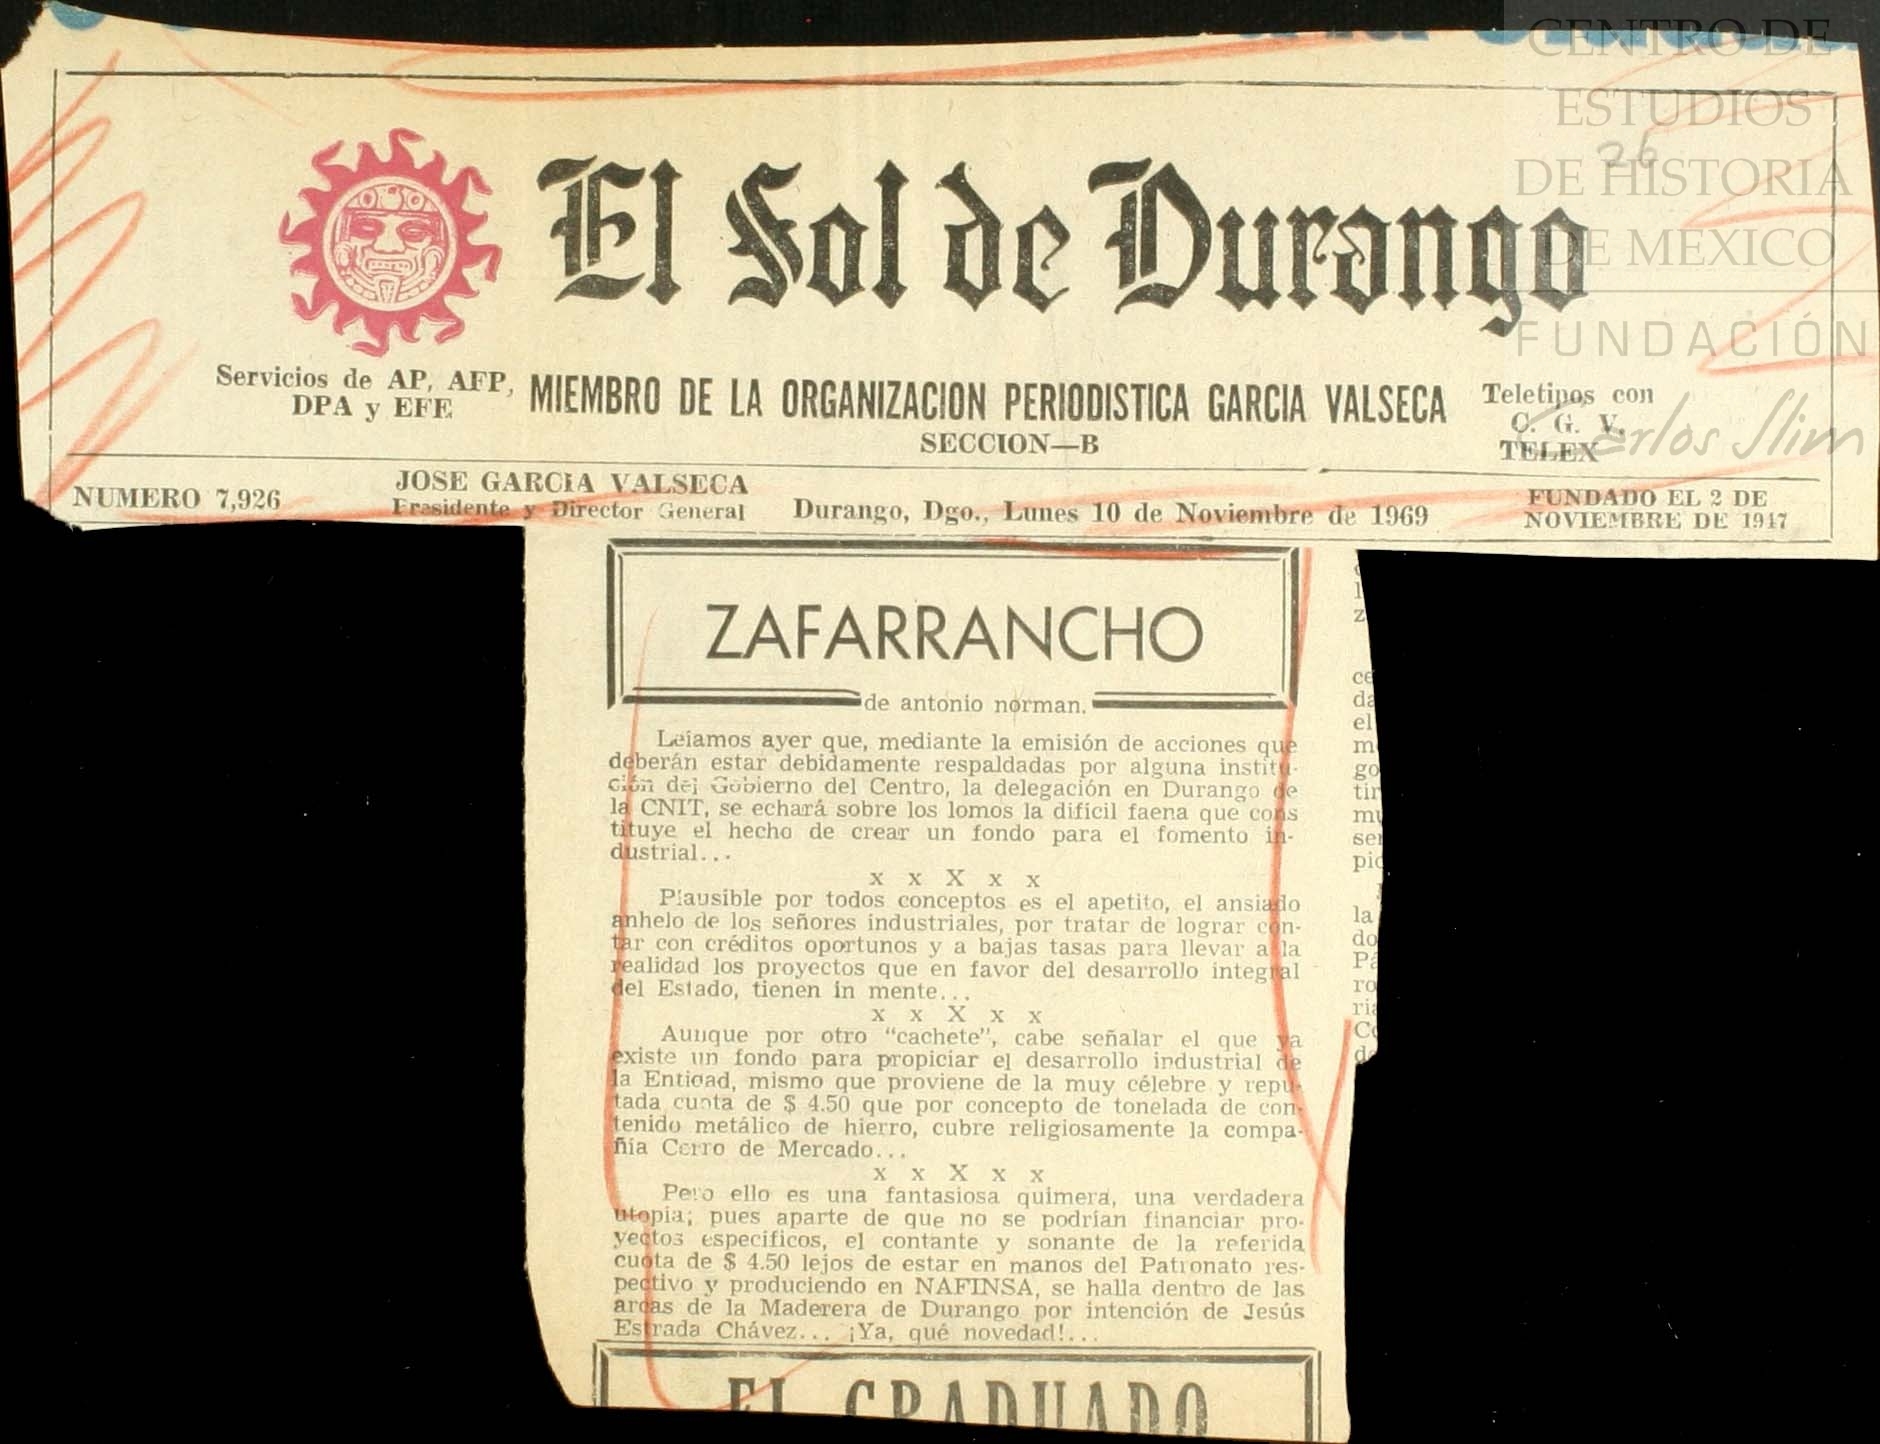 CENTRO DE
ESTUDIOS
DE HISTORIA
DE MEXICO
FUNDACIÓN
Carlos Slim
26
El Sol de Durango
Servicios de AP, AFP,
DPA y EFE
MIEMBRO DE LA ORGANIZACION PERIODISTICA GARCIA VALSECA
SECCION—B
Teletipos con
C. G. V.
TELEX
NUMERO 7,926
JOSE GARCIA VALSECA
Presidente y Director General
Durango, Dgo., Lunes 10 de Noviembre de 1969
FUNDADO EL 2 DE
NOVIEMBRE DE 1947
ZAFARRANCHO
de antonio norman.
Leíamos ayer que, mediante la emisión de acciones que
deberán estar debidamente respaldadas por alguna institu-
ción del Gobierno del Centro, la delegación en Durango de
la CNIT, se echará sobre los lomos la difícil faena que cons
tituye el hecho de crear un fondo para el fomento in-
dustrial...
x x X x x
Plausible por todos conceptos es el apetito, el ansiado
anhelo de los señores industriales, por tratar de lograr con-
tar con créditos oportunos y a bajas tasas para llevar a la
realidad los proyectos que en favor del desarrollo integral
del Estado, tienen in mente...
x x X x x
Aunque por otro "cachete", cabe señalar el que ya
existe un fondo para propiciar el desarrollo industrial de
la Entidad, mismo que proviene de la muy célebre y repu-
tada cuota de $ 4.50 que por concepto de tonelada de con-
tenido metálico de hierro, cubre religiosamente la compa-
ñía Cerro de Mercado...
x x X x x
Pero ello es una fantasiosa quimera, una verdadera
utopia; pues aparte de que no se podrían financiar pro-
yectos específicos, el contante y sonante de la referida
cuota de $ 4.50 lejos de estar en manos del Patronato res-
pectivo y produciendo en NAFINSA, se halla dentro de las
arcas de la Maderera de Durango por intención de Jesús
Estrada Chávez... ¡Ya, qué novedad!...
EL GRADUADO